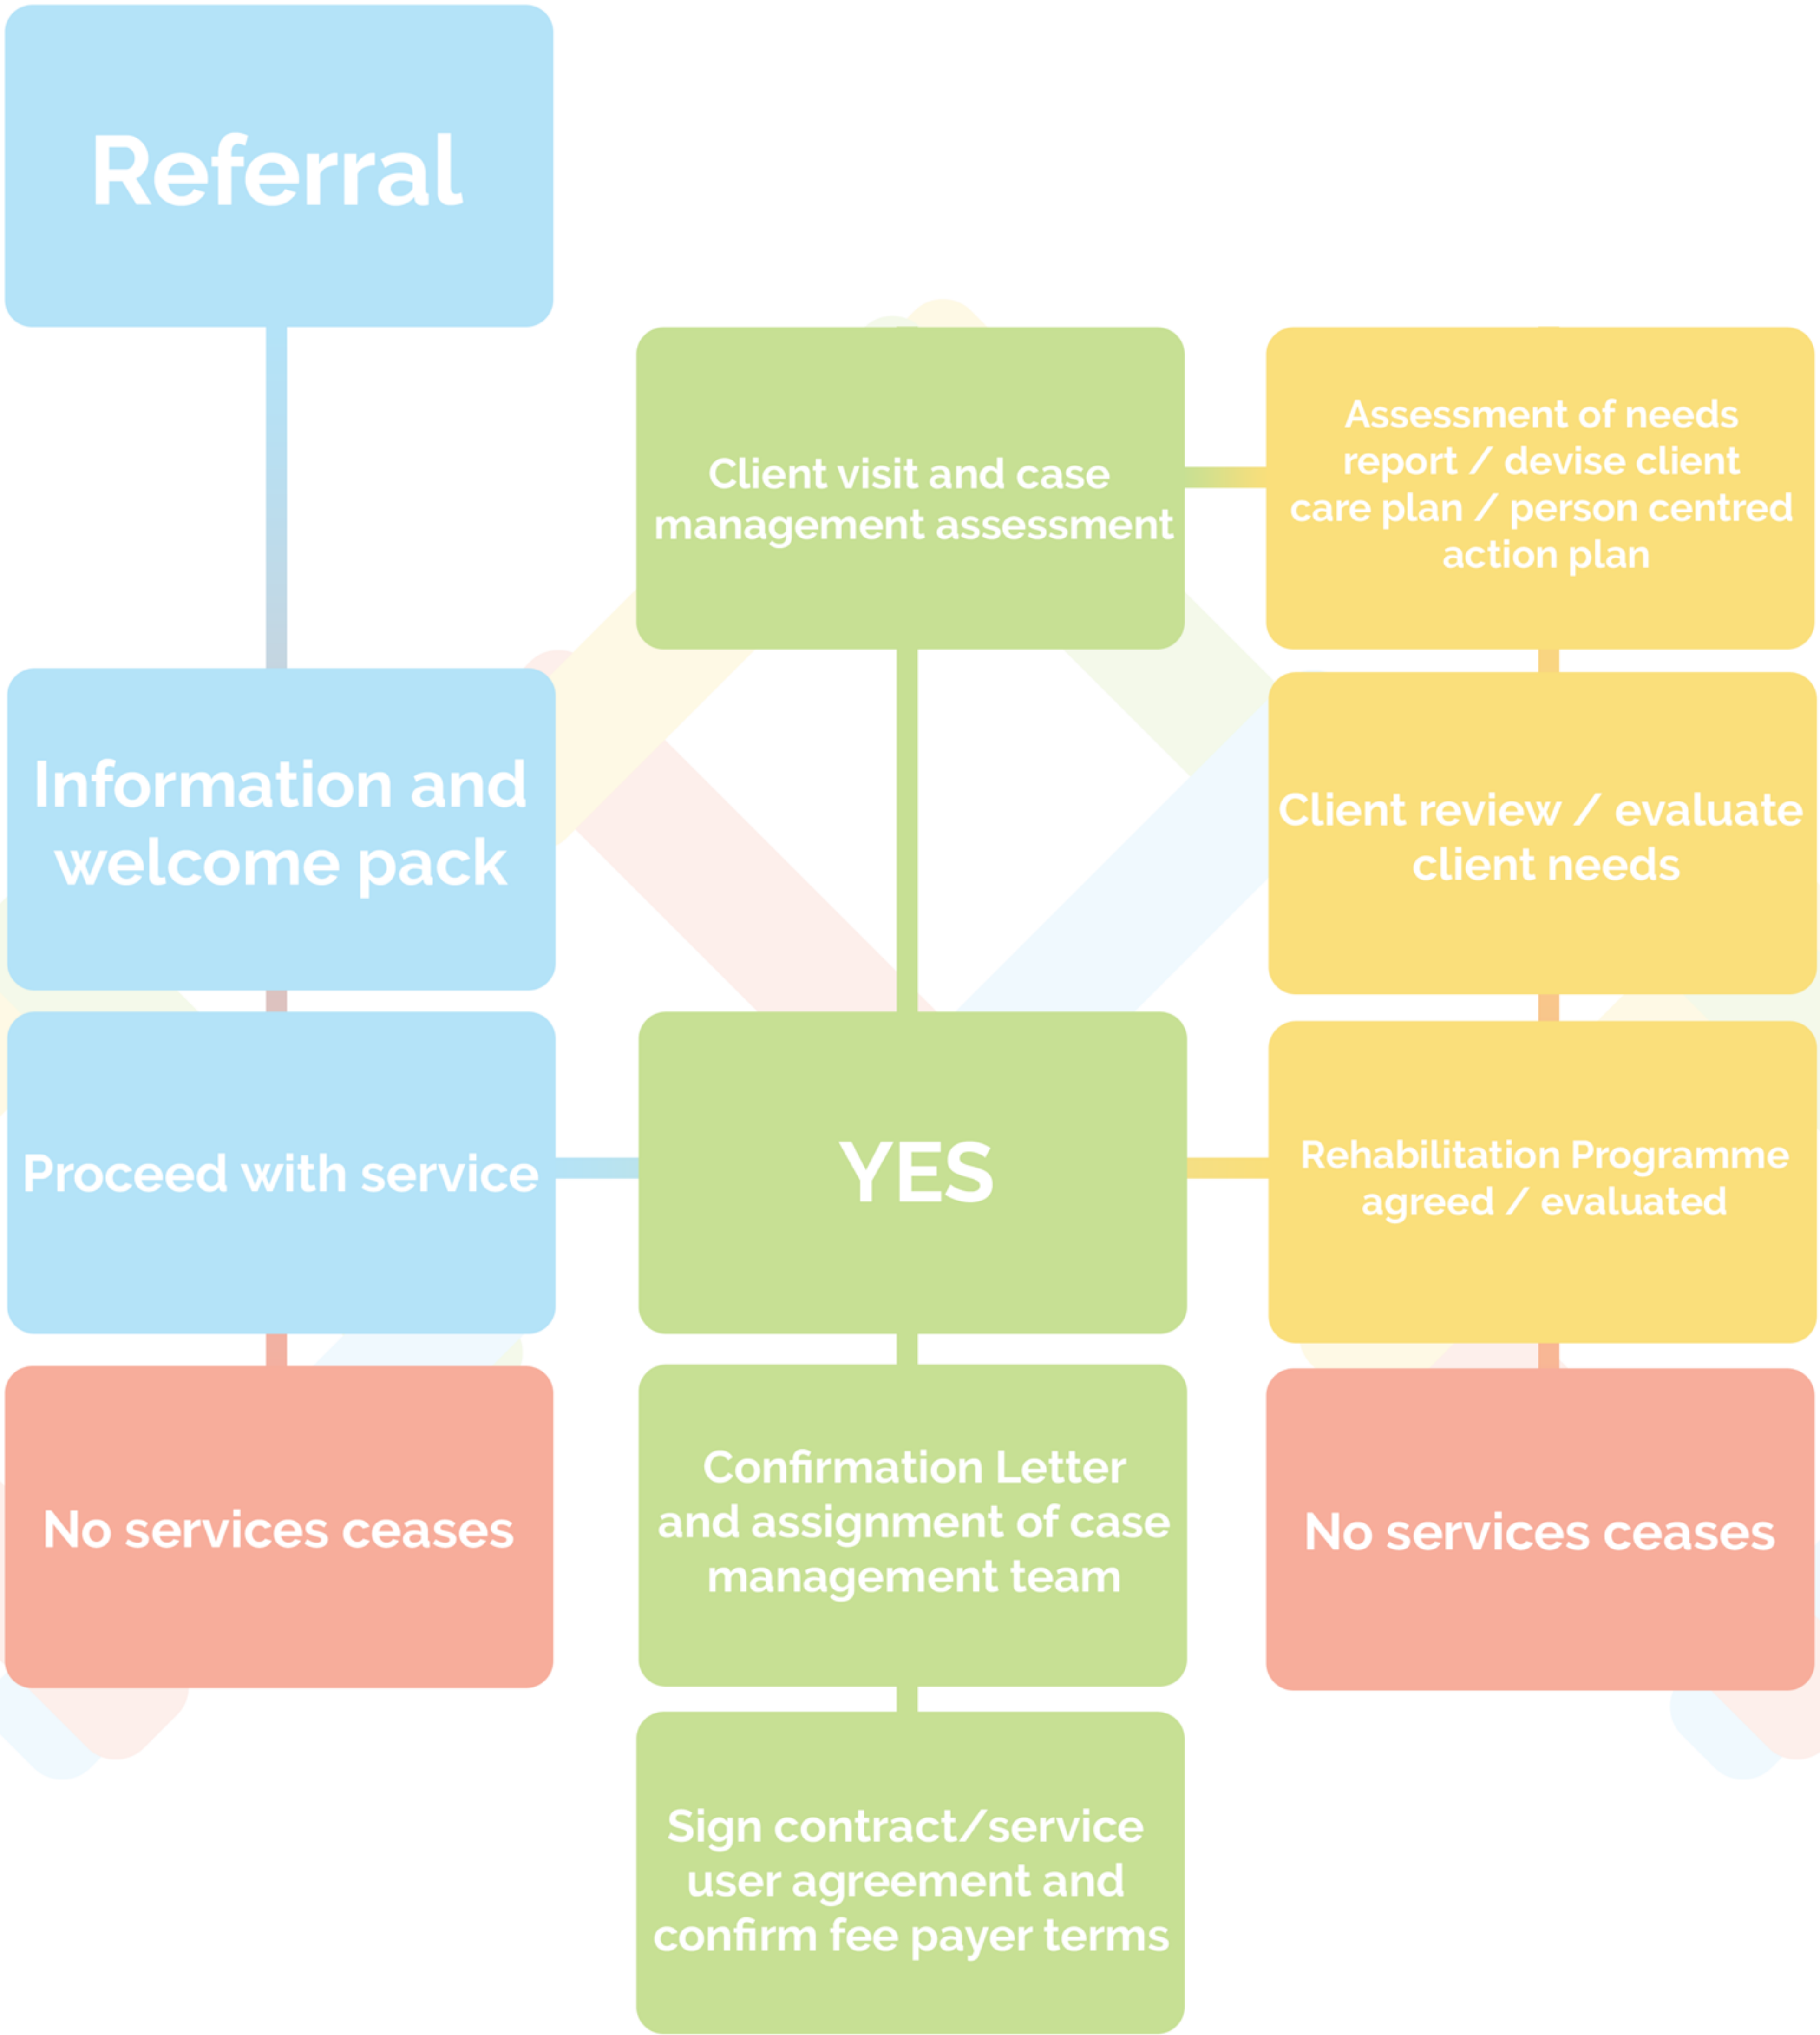 Referral
Information and
welcome pack
Proceed with service
No services ceases
Client visit and case
management assessment
YES
Confirmation Letter
and assignment of case
management team
Sign contract/service
user agreement and
confirm fee payer terms
Assessment of needs
report / devise client
care plan / person centred
action plan
Client review / evaluate
client needs
Rehabilitation Programme
agreed / evaluated
No services ceases